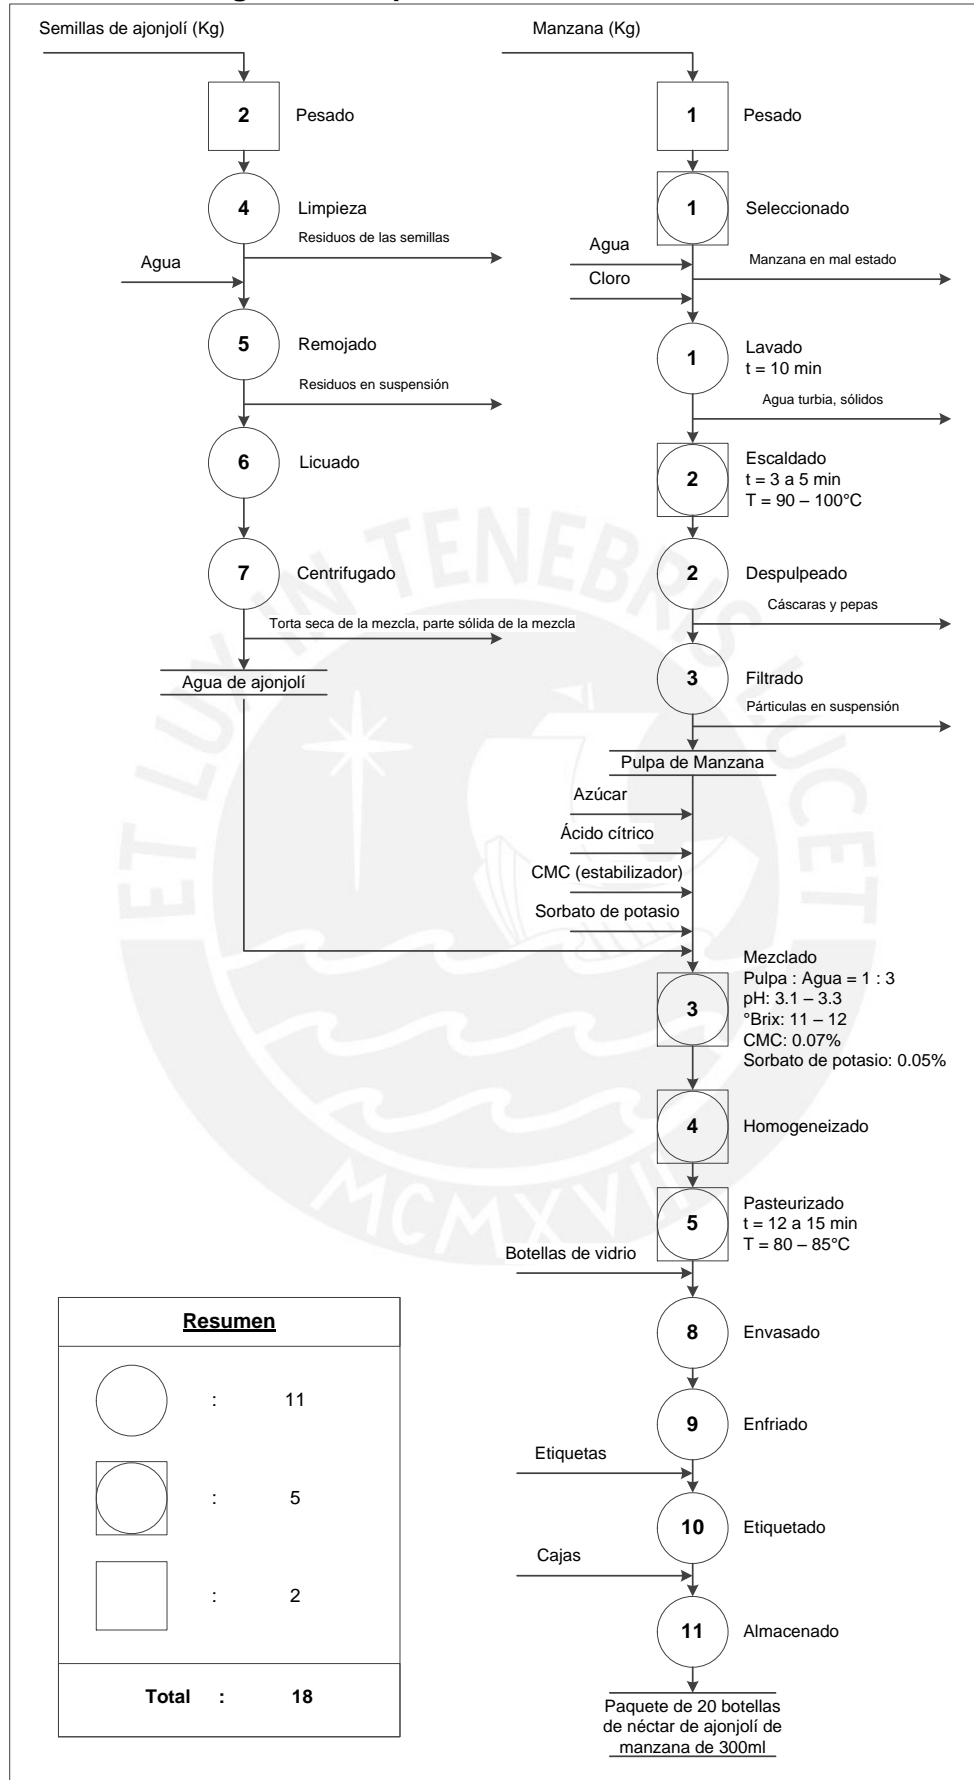 Semillas de ajonjolí (Kg)
2
Pesado
4
Limpieza
Residuos de las semillas
Agua
5
Remojado
Residuos en suspensión
6
Licuado
7
Centrifugado
Torta seca de la mezcla, parte sólida de la mezcla
Agua de ajonjolí
Manzana (Kg)
1
Pesado
1
Seleccionado
Agua
Manzana en mal estado
Cloro
1
Lavado
t = 10 min
Agua turbia, sólidos
2
Escaldado
t = 3 a 5 min
T = 90 – 100°C
2
Despulpeado
Cáscaras y pepas
3
Filtrado
Párticulas en suspensión
Pulpa de Manzana
Azúcar
Ácido cítrico
CMC (estabilizador)
Sorbato de potasio
3
Mezclado
Pulpa : Agua = 1 : 3
pH: 3.1 – 3.3
°Brix: 11 – 12
CMC: 0.07%
Sorbato de potasio: 0.05%
4
Homogeneizado
5
Pasteurizado
t = 12 a 15 min
T = 80 – 85°C
Botellas de vidrio
8
Envasado
9
Enfriado
Etiquetas
10
Etiquetado
Cajas
11
Almacenado
Paquete de 20 botellas
de néctar de ajonjolí de
manzana de 300ml
Resumen
: 11
: 5
: 2
Total : 18
ET LUX IN TENEBRIS LUCET
MCMXVII